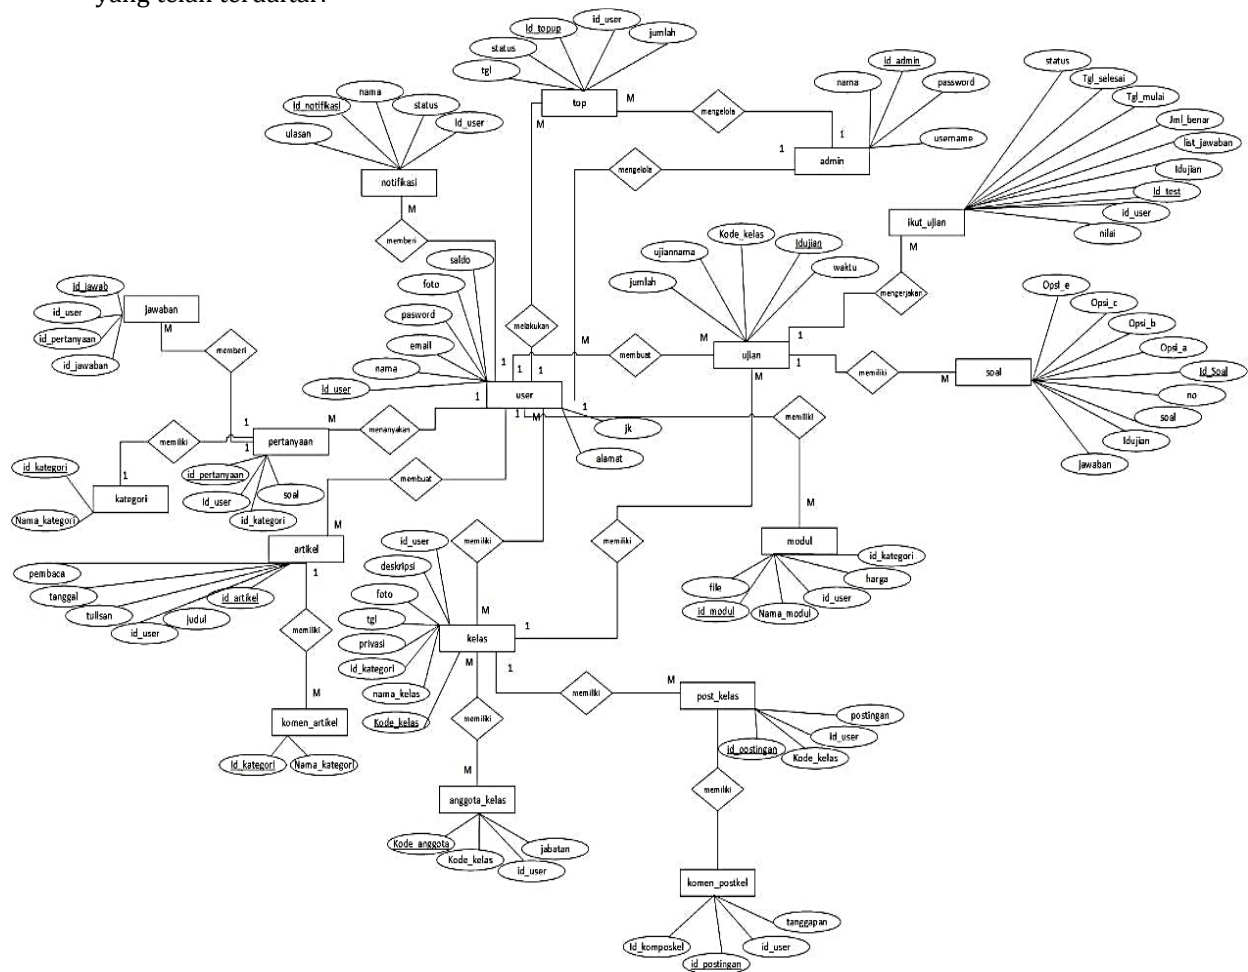 yang telah terdaftar.
id_user
Id_topup
jumlah
status
tgl
top
M
M
mengelola
1
1
id_admin
nama
password
username
admin
mengelola
nama
Id_notifikasi
status
Id_user
ulasan
notifikasi
M
memberi
status
Tgl_selesai
Tgl_mulai
Jml_benar
list_jawaban
Idujian
Id_test
id_user
nilai
ikut_ujian
M
mengerjakan
saldo
foto
pasword
email
nama
Id_user
melakukan
Kode_kelas
ujiannama
Idujian
jumlah
waktu
M
M
1
ujian
membuat
1
M
memiliki
M
soal
Opsi_e
Opsi_c
Opsi_b
Opsi_a
Id_Soal
no
soal
Idujian
Jawaban
id_jawab
id_user
id_pertanyaan
id_jawaban
jawaban
M
memberi
1
1
1
1
1
user
1
M
jk
alamat
memiliki
M
1
1
pertanyaan
M
menanyakan
memiliki
1
id_kategori
kategori
Nama_kategori
id_pertanyaan
soal
Id_user
id_kategori
membuat
M
artikel
1
pembaca
tanggal
tulisan
id_user
Judul
id_artikel
memiliki
M
komen_artikel
Id_kategori
Nama_kategori
memiliki
M
id_user
deskripsi
foto
tgl
privasi
Id_kategori
nama_kelas
Kode_kelas
kelas
1
M
1
memiliki
modul
id_kategori
harga
file
id_user
id_modul
Nama_modul
memiliki
M
post_kelas
postingan
Id_user
id_postingan
Kode_kelas
memiliki
M
anggota_kelas
Kode_anggota
jabatan
Kode_kelas
id_user
memiliki
komen_postkel
tanggapan
Id_komposkel
id_user
id_postingan